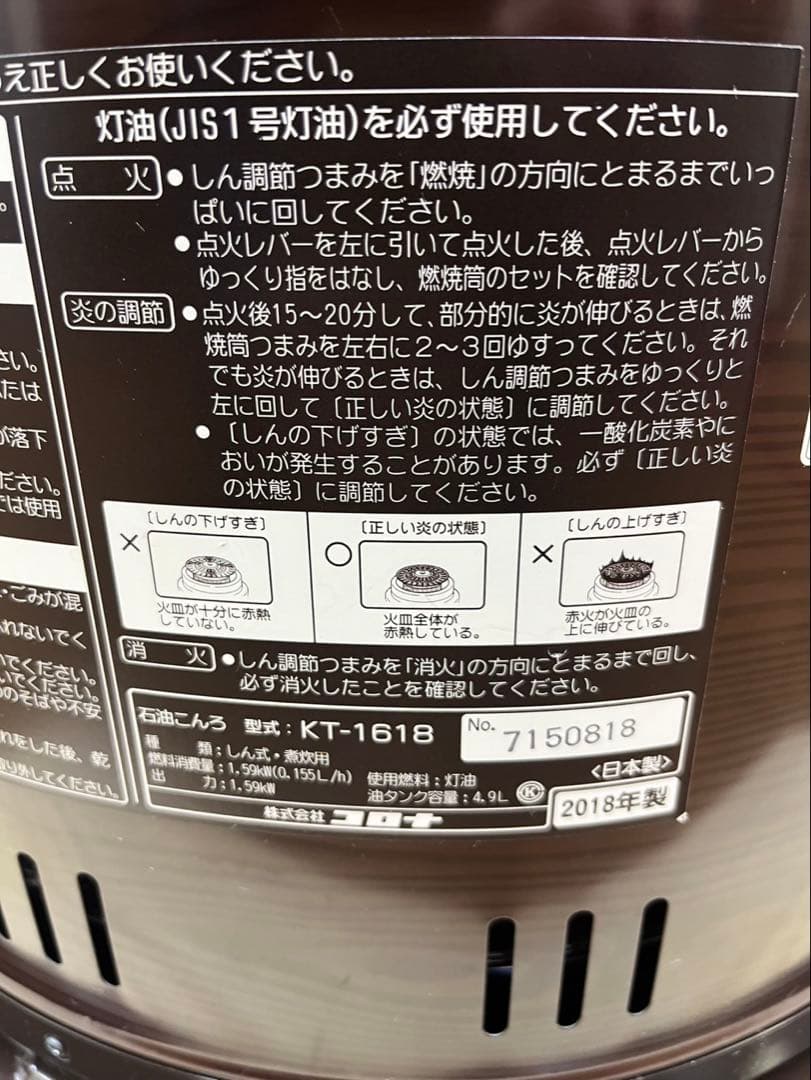 え正しくお使いください。
灯油(JIS1号灯油)を必ず使用してください。
点 火
●しん調節つまみを「燃焼」の方向にとまるまでいっ
ぱいに回してください。
●点火レバーを左に引いて点火した後、点火レバーから
ゆっくり指をはなし、燃焼筒のセットを確認してください。
炎の調節
●点火後15〜20分して、部分的に炎が伸びるときは、燃
焼筒つまみを左右に2〜3回ゆすってください。それ
でも炎が伸びるときは、しん調節つまみをゆっくりと
左に回して〔正しい炎の状態〕に調節してください。
●〔しんの下げすぎ〕の状態では、一酸化炭素やに
おいが発生することがあります。必ず〔正しい炎
の状態〕に調節してください。
×
〔しんの下げすぎ〕
火皿が十分に赤熱
していない。
○
〔正しい炎の状態〕
火皿全体が
赤熱している。
×
〔しんの上げすぎ〕
赤火が火皿の
上に伸びている。
消 火
●しん調節つまみを「消火」の方向にとまるまで回し、
必ず消火したことを確認してください。
石油こんろ 型式:KT-1618
No. 7150818
種 類:しん式・煮炊用
燃料消費量:1.59kW(0.155L/h) 使用燃料:灯油
出 力:1.59kW 油タンク容量:4.9L
<日本製>
株式会社コロナ
2018年製
さい。
たは
が落下
ださい。
では使用
・ごみが混
れないでく
てください。
いでください。
のそばや不安
れをした後、乾
り外してください。